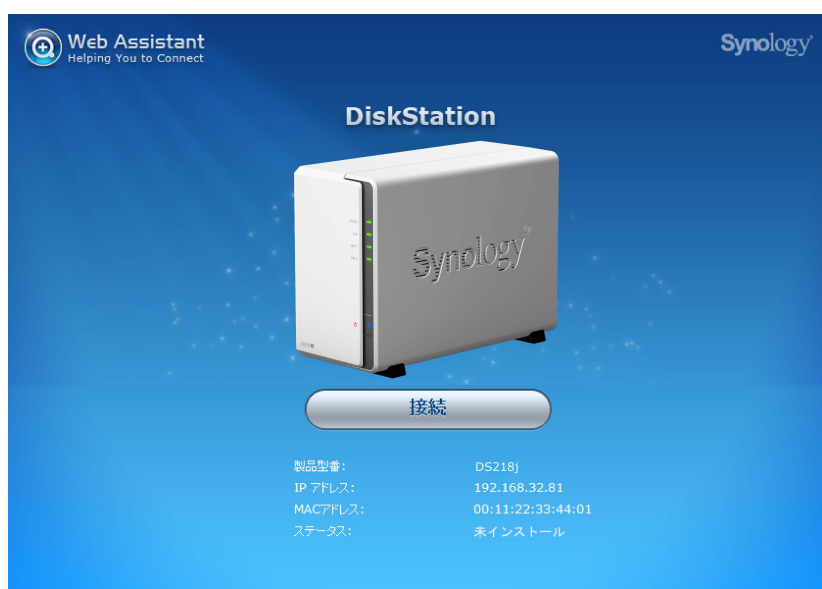 Web Assistant
Helping You to Connect
Synology
DiskStation
Synology
接続
製品型番： DS218j
IP アドレス： 192.168.32.81
MACアドレス： 00:11:22:33:44:01
ステータス： 未インストール